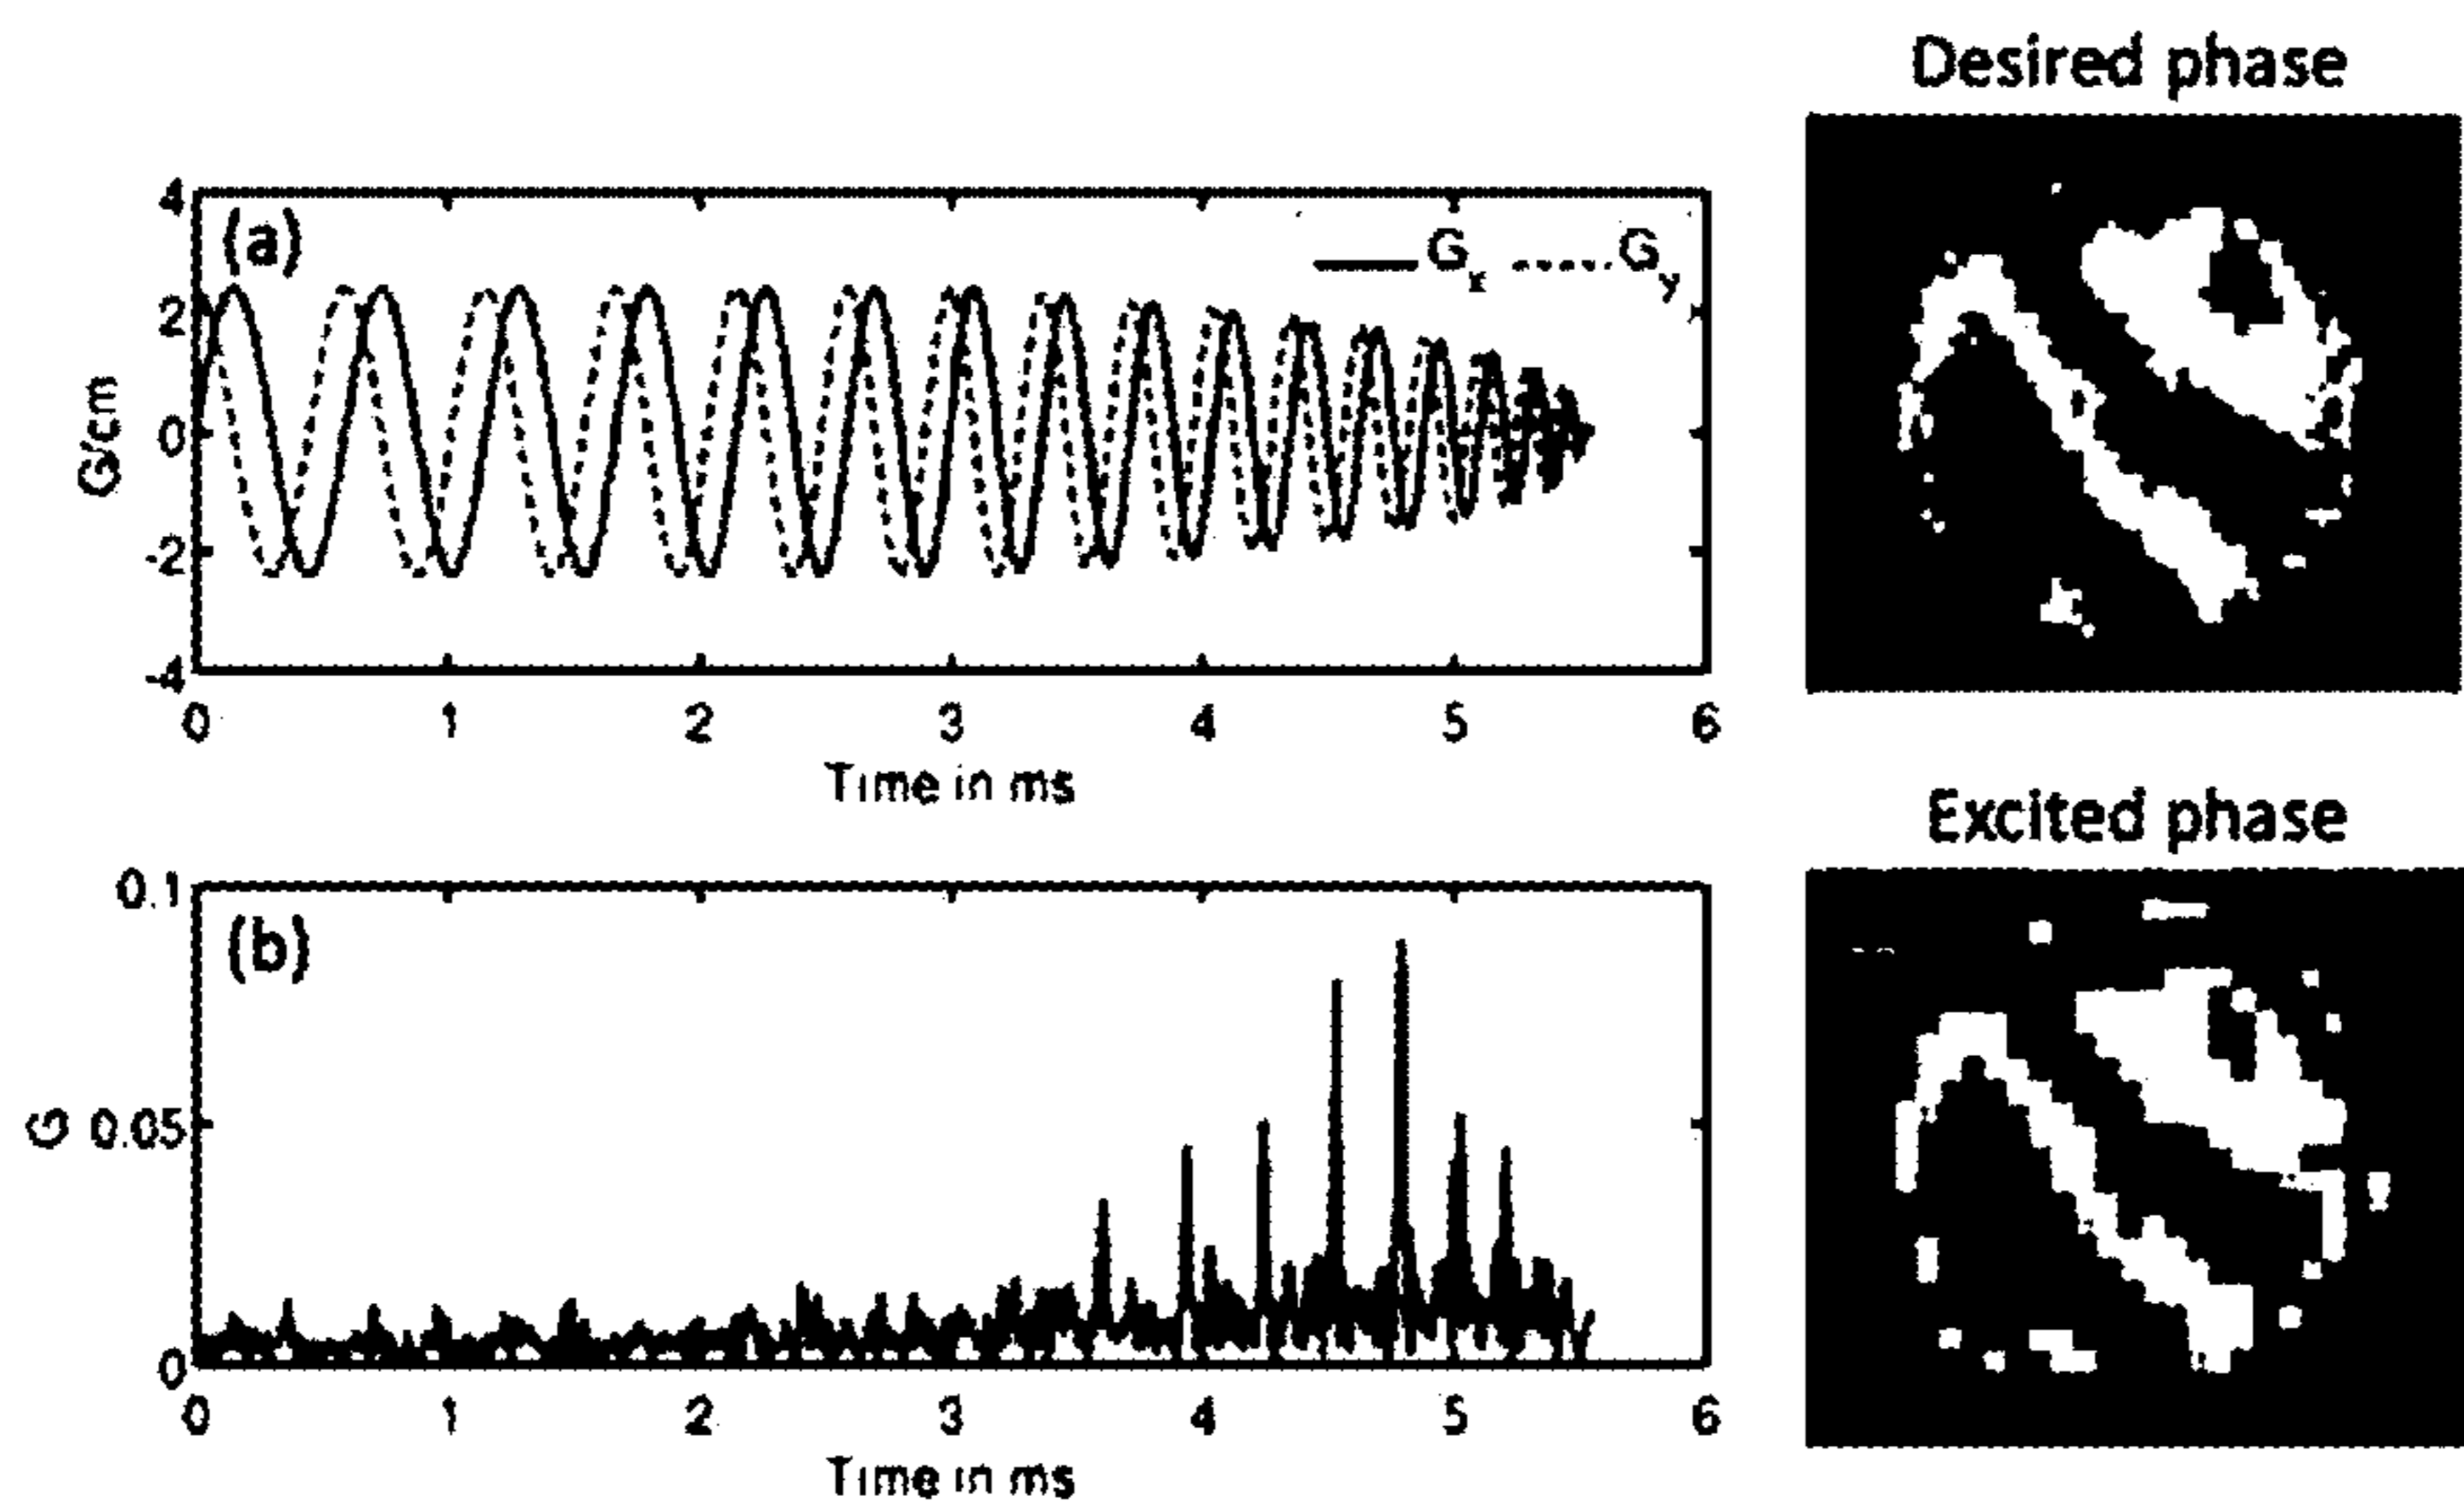 Desired phase
4
(a)
Gx Gy
2
G/cm
0
-2
-4
0 1 2 3 4 5 6
Time in ms
Excited phase
0.1
(b)
G 0.05
0
0 1 2 3 4 5 6
Time in ms